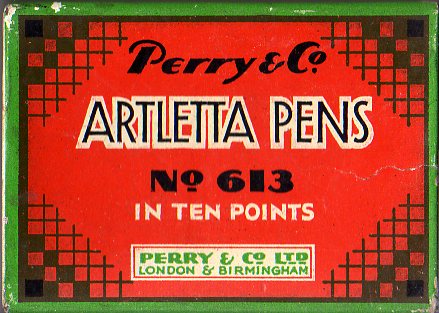 Perry & Co.
ARTLETTA PENS
No 613
IN TEN POINTS
PERRY & Co LTD
LONDON & BIRMINGHAM